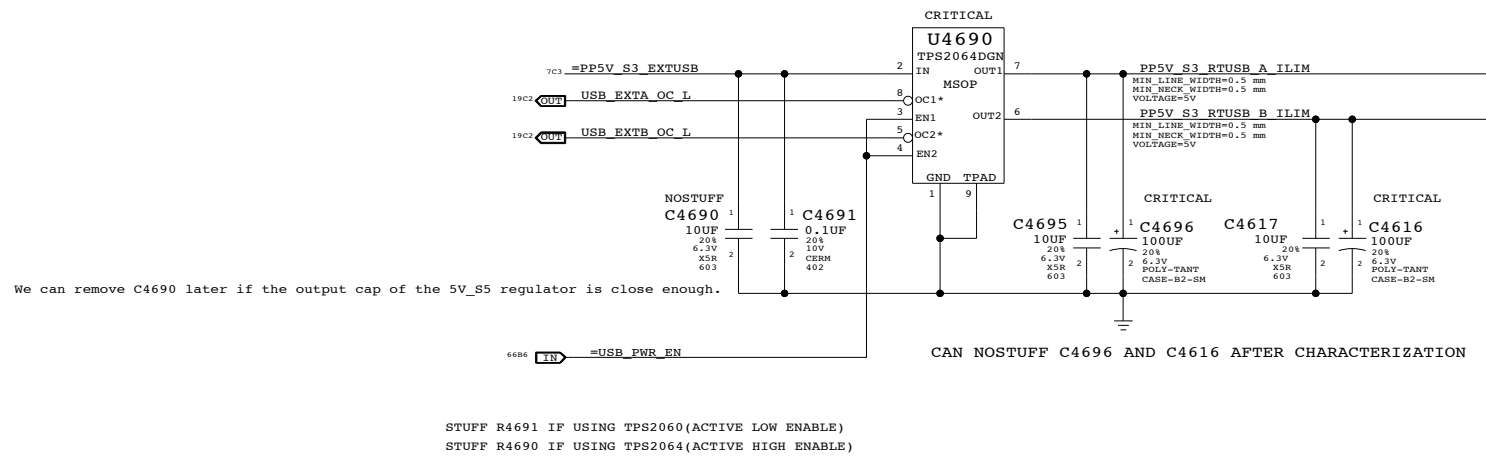 CRITICAL
U4690
TPS2064DGN
7C3 =PP5V_S3_EXTUSB 2 IN OUT1 7 PP5V_S3_RTUSB_A_ILIM
MSOP
MIN_LINE_WIDTH=0.5 mm
MIN_NECK_WIDTH=0.5 mm
VOLTAGE=5V
19C2 OUT USB_EXTA_OC_L 8 OC1*
3 EN1 OUT2 6 PP5V_S3_RTUSB_B_ILIM
MIN_LINE_WIDTH=0.5 mm
MIN_NECK_WIDTH=0.5 mm
VOLTAGE=5V
19C2 OUT USB_EXTB_OC_L 5 OC2*
4 EN2
GND TPAD
1 9
NOSTUFF
C4690 1
10UF
20%
6.3V 2
X5R
603
1 C4691
0.1UF
20%
2 10V
CERM
402
C4695 1
10UF
20%
6.3V 2
X5R
603
CRITICAL
+ 1 C4696
100UF
20%
2 6.3V
POLY-TANT
CASE-B2-SM
C4617 1
10UF
20%
6.3V 2
X5R
603
CRITICAL
+ 1 C4616
100UF
20%
2 6.3V
POLY-TANT
CASE-B2-SM
We can remove C4690 later if the output cap of the 5V_S5 regulator is close enough.
66B6 IN =USB_PWR_EN
CAN NOSTUFF C4696 AND C4616 AFTER CHARACTERIZATION
STUFF R4691 IF USING TPS2060(ACTIVE LOW ENABLE)
STUFF R4690 IF USING TPS2064(ACTIVE HIGH ENABLE)